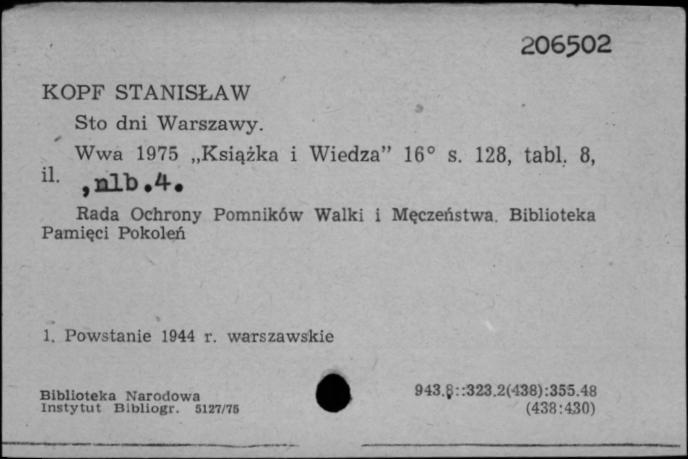 206502
KOPF STANISŁAW
Sto dni Warszawy.
Wwa 1975 „Książka i Wiedza” 16° s. 128, tabl. 8,
il. , nlb.4.
Rada Ochrony Pomników Walki i Męczeństwa. Biblioteka
Pamięci Pokoleń
1. Powstanie 1944 r. warszawskie
Biblioteka Narodowa
Instytut Bibliogr. 5127/75
943.8::323.2(438):355.48
(438:430)